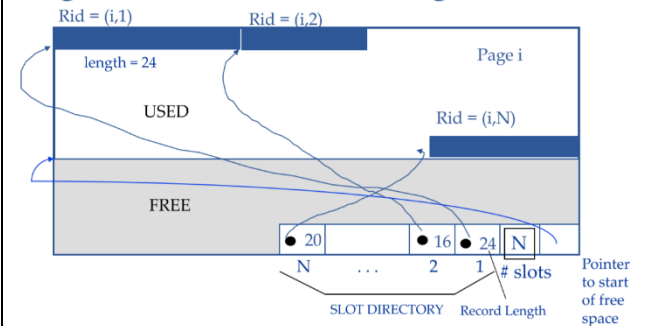 Rid = (i,1)
Rid = (i,2)
length = 24
Page i
USED
Rid = (i,N)
FREE
20
16
24
N
N
. . .
2
1
# slots
Pointer
to start
of free
space
SLOT DIRECTORY
Record Length